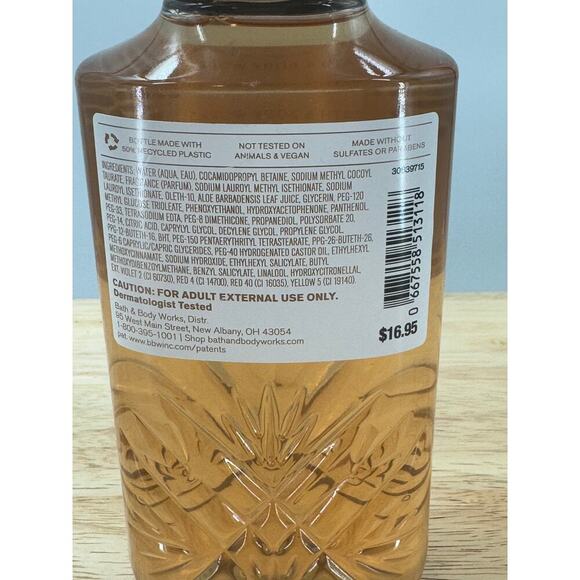 BOTTLE MADE WITH
50% RECYCLED PLASTIC
NOT TESTED ON
ANIMALS & VEGAN
MADE WITHOUT
SULFATES OR PARABENS
30539715
INGREDIENTS: WATER (AQUA, EAU), COCAMIDOPROPYL BETAINE, SODIUM METHYL COCOYL
TAURATE, FRAGRANCE (PARFUM), SODIUM LAUROYL METHYL ISETHIONATE, SODIUM
LAUROYL ISETHIONATE, OLETH-10, ALOE BARBADENSIS LEAF JUICE, GLYCERIN, PEG-120
METHYL GLUCOSE TRIOLEATE, PHENOXYETHANOL, HYDROXYACETOPHENONE, PANTHENOL,
PEG-33, TETRASODIUM EDTA, PEG-8 DIMETHICONE, PROPANEDIOL, POLYSORBATE 20,
PEG-14, CITRIC ACID, CAPRYLYL GLYCOL, DECYLENE GLYCOL, PROPYLENE GLYCOL,
PPG-12-BUTETH-16, BHT, PEG-150 PENTAERYTHRITYL TETRASTEARATE, PPG-26-BUTETH-26,
PEG-6 CAPRYLIC/CAPRIC GLYCERIDES, PEG-40 HYDROGENATED CASTOR OIL, ETHYLHEXYL
METHOXYCINNAMATE, SODIUM HYDROXIDE, ETHYLHEXYL SALICYLATE, BUTYL
METHOXYDIBENZOYLMETHANE, BENZYL SALICYLATE, LINALOOL, HYDROXYCITRONELLAL,
EXT. VIOLET 2 (CI 60730), RED 4 (CI 14700), RED 40 (CI 16035), YELLOW 5 (CI 19140).
CAUTION: FOR ADULT EXTERNAL USE ONLY.
Dermatologist Tested
Bath & Body Works, Distr.
95 West Main Street, New Albany, OH 43054
1-800-395-1001 | Shop bathandbodyworks.com
pat. www.bbwinc.com/patents
0 667558 513118
$16.95